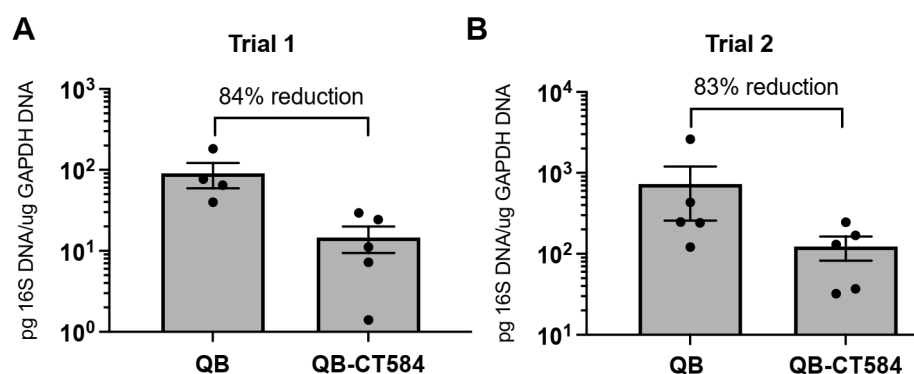 A
Trial 1
pg 16S DNA/ug GAPDH DNA
10³
10²
10¹
10⁰
84% reduction
QB
QB-CT584
B
Trial 2
pg 16S DNA/ug GAPDH DNA
10⁴
10³
10²
10¹
83% reduction
QB
QB-CT584